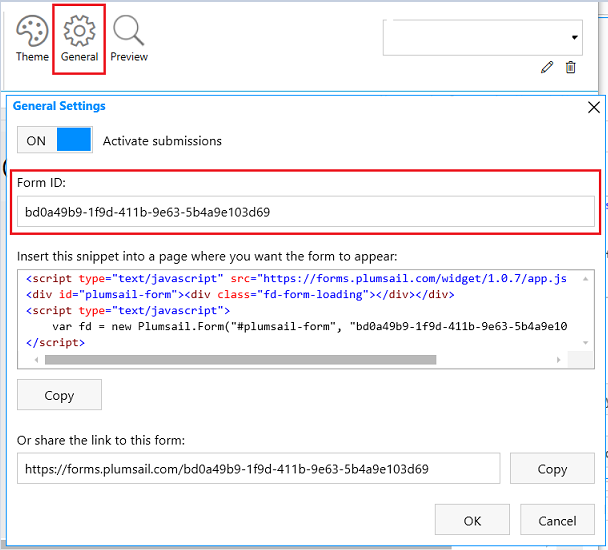 Theme General Preview
General Settings
ON Activate submissions
Form ID:
bd0a49b9-1f9d-411b-9e63-5b4a9e103d69
Insert this snippet into a page where you want the form to appear:
<script type="text/javascript" src="https://forms.plumsail.com/widget/1.0.7/app.js
<div id="plumsail-form"><div class="fd-form-loading"></div></div>
<script type="text/javascript">
var fd = new Plumsail.Form("#plumsail-form", "bd0a49b9-1f9d-411b-9e63-5b4a9e10
</script>
Copy
Or share the link to this form:
https://forms.plumsail.com/bd0a49b9-1f9d-411b-9e63-5b4a9e103d69 Copy
OK Cancel